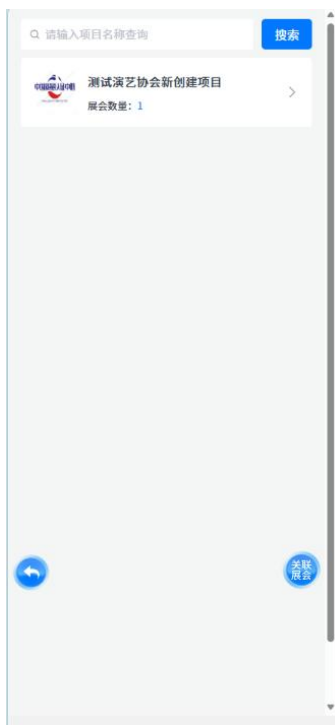 请输入项目名称查询
搜索
测试演艺协会新创建项目
展会数量：1
关联
展会